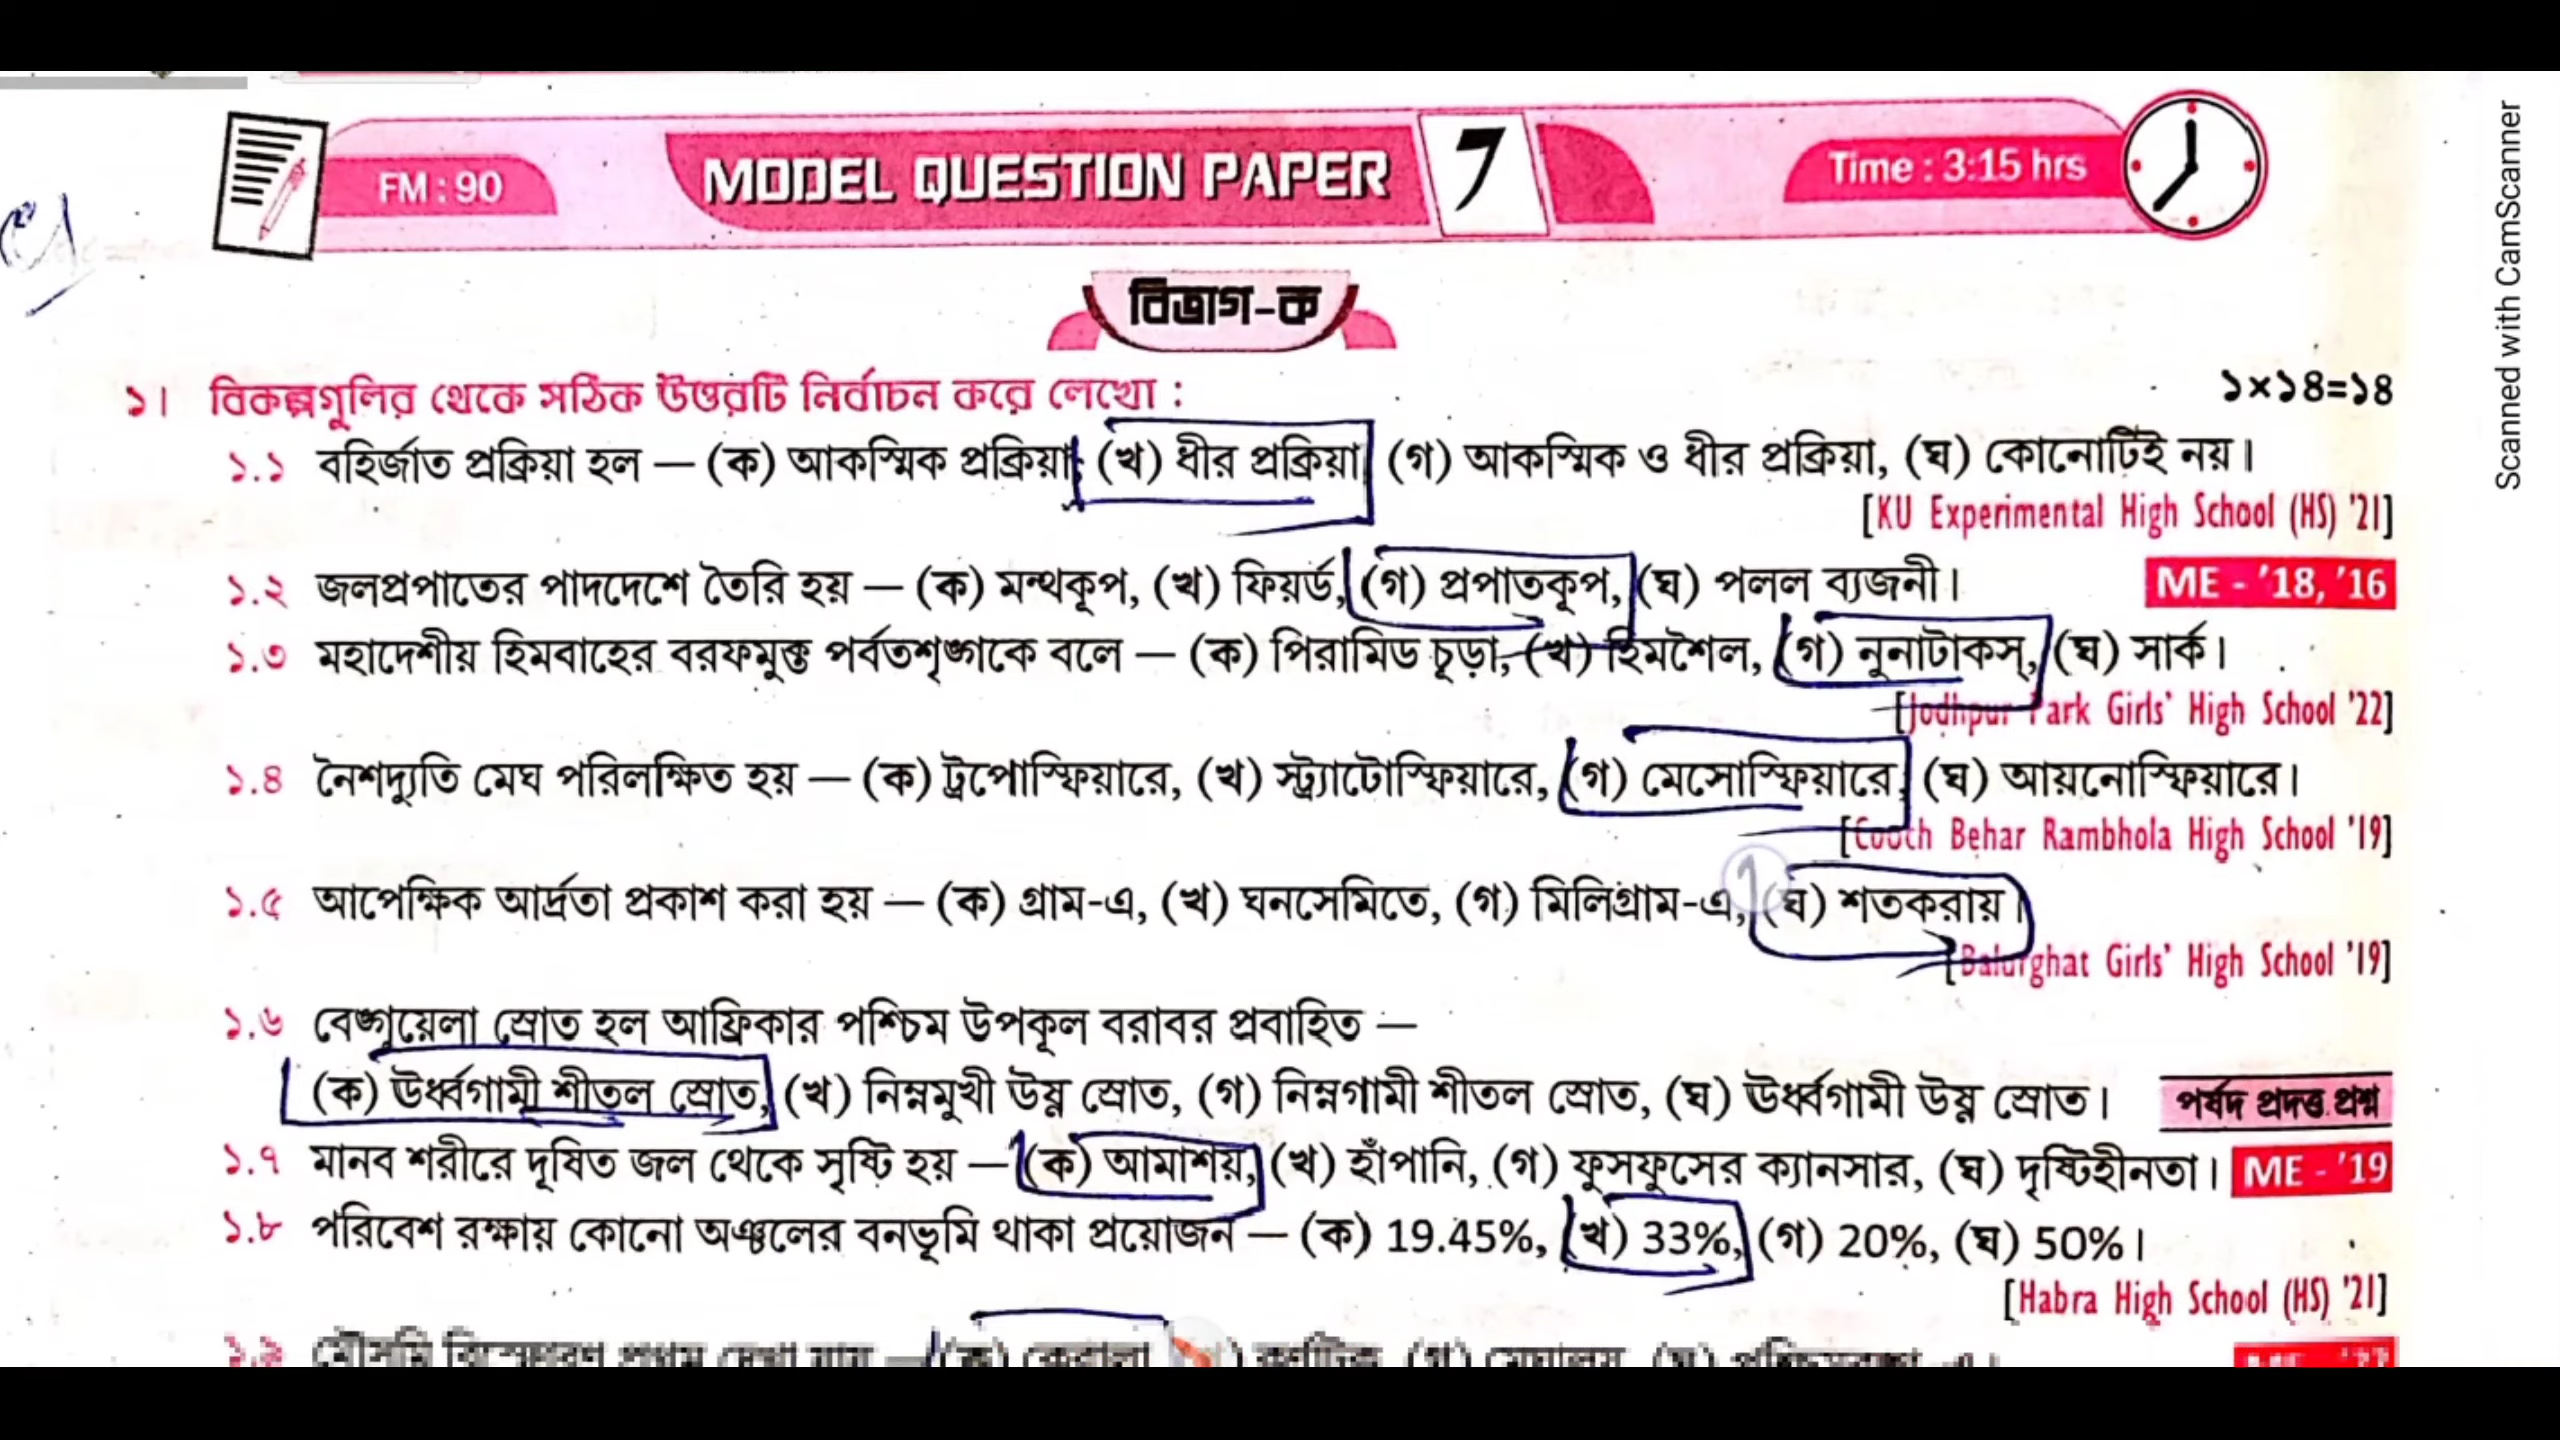 FM : 90
MODEL QUESTION PAPER 7
Time : 3:15 hrs
বিভাগ-ক
১। বিকল্পগুলির থেকে সঠিক উত্তরটি নির্বাচন করে লেখো : ১×১৪=১৪
১.১ বহির্জাত প্রক্রিয়া হল — (ক) আকস্মিক প্রক্রিয়া, (খ) ধীর প্রক্রিয়া, (গ) আকস্মিক ও ধীর প্রক্রিয়া, (ঘ) কোনোটিই নয়।
[KU Experimental High School (HS) '21]
১.২ জলপ্রপাতের পাদদেশে তৈরি হয় — (ক) মন্থকূপ, (খ) ফিয়র্ড, (গ) প্রপাতকূপ, (ঘ) পলল ব্যজনী। ME - '18, '16
১.৩ মহাদেশীয় হিমবাহের বরফমুক্ত পর্বতশৃঙ্গকে বলে — (ক) পিরামিড চূড়া, (খ) হিমশৈল, (গ) নুনাটাকস্, (ঘ) সার্ক।
[Jodhpur Park Girls' High School '22]
১.৪ নৈশদ্যুতি মেঘ পরিলক্ষিত হয় — (ক) ট্রপোস্ফিয়ারে, (খ) স্ট্র্যাটোস্ফিয়ারে, (গ) মেসোস্ফিয়ারে, (ঘ) আয়নোস্ফিয়ারে।
[Cooch Behar Rambhola High School '19]
১.৫ আপেক্ষিক আর্দ্রতা প্রকাশ করা হয় — (ক) গ্রাম-এ, (খ) ঘনসেমিতে, (গ) মিলিগ্রাম-এ, (ঘ) শতকরায়।
[Balurghat Girls' High School '19]
১.৬ বেঙ্গুয়েলা স্রোত হল আফ্রিকার পশ্চিম উপকূল বরাবর প্রবাহিত —
(ক) ঊর্ধ্বগামী শীতল স্রোত, (খ) নিম্নমুখী উষ্ণ স্রোত, (গ) নিম্নগামী শীতল স্রোত, (ঘ) ঊর্ধ্বগামী উষ্ণ স্রোত। পর্ষদ প্রদত্ত প্রশ্ন
১.৭ মানব শরীরে দূষিত জল থেকে সৃষ্টি হয় — (ক) আমাশয়, (খ) হাঁপানি, (গ) ফুসফুসের ক্যানসার, (ঘ) দৃষ্টিহীনতা। ME - '19
১.৮ পরিবেশ রক্ষায় কোনো অঞ্চলের বনভূমি থাকা প্রয়োজন — (ক) 19.45%, (খ) 33%, (গ) 20%, (ঘ) 50%।
[Habra High School (HS) '21]
Scanned with CamScanner